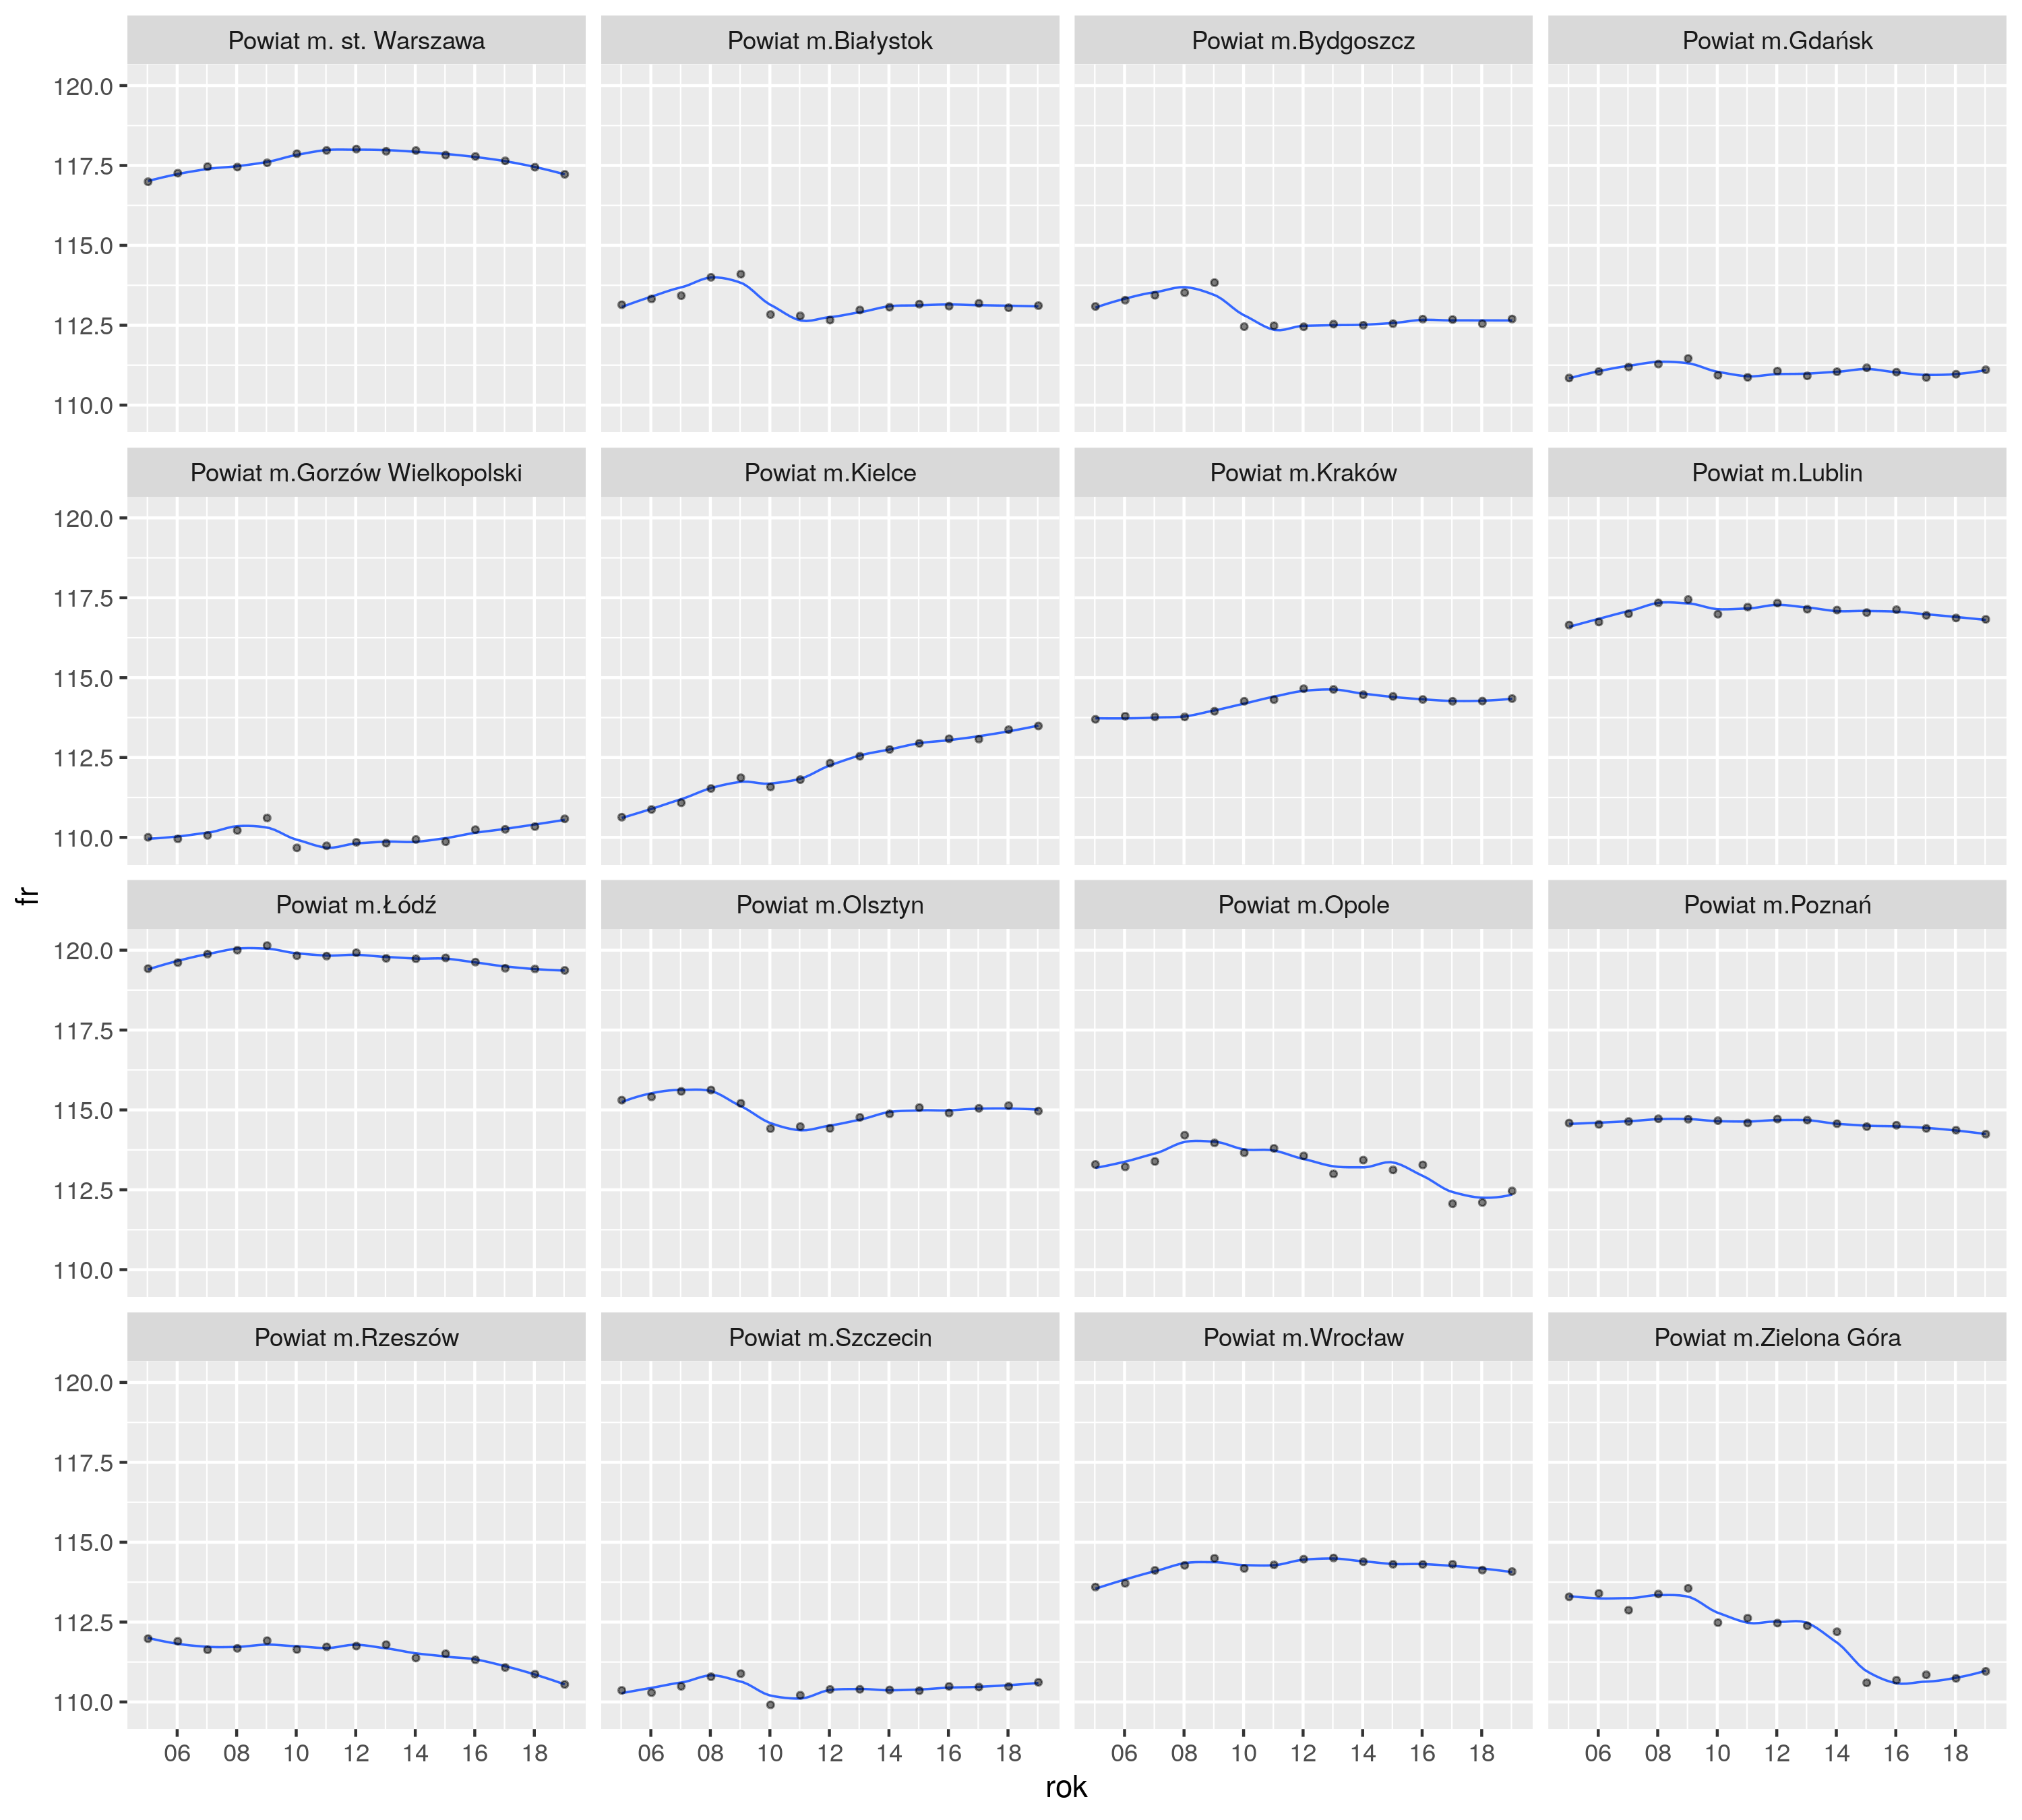 Powiat m. st. Warszawa Powiat m.Białystok Powiat m.Bydgoszcz Powiat m.Gdańsk
120.0
117.5
115.0
112.5
110.0
Powiat m.Gorzów Wielkopolski Powiat m.Kielce Powiat m.Kraków Powiat m.Lublin
120.0
117.5
115.0
112.5
110.0
fr
Powiat m.Łódź Powiat m.Olsztyn Powiat m.Opole Powiat m.Poznań
120.0
117.5
115.0
112.5
110.0
Powiat m.Rzeszów Powiat m.Szczecin Powiat m.Wrocław Powiat m.Zielona Góra
120.0
117.5
115.0
112.5
110.0
06 08 10 12 14 16 18 06 08 10 12 14 16 18 06 08 10 12 14 16 18 06 08 10 12 14 16 18
rok